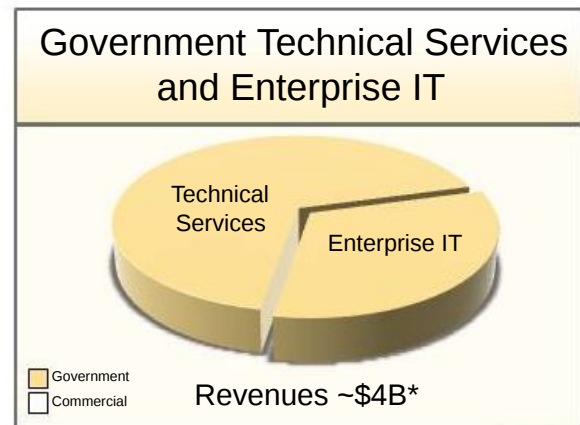 Government Technical Services
and Enterprise IT
Technical
Services
Enterprise IT
Government
Commercial
Revenues ~$4B*